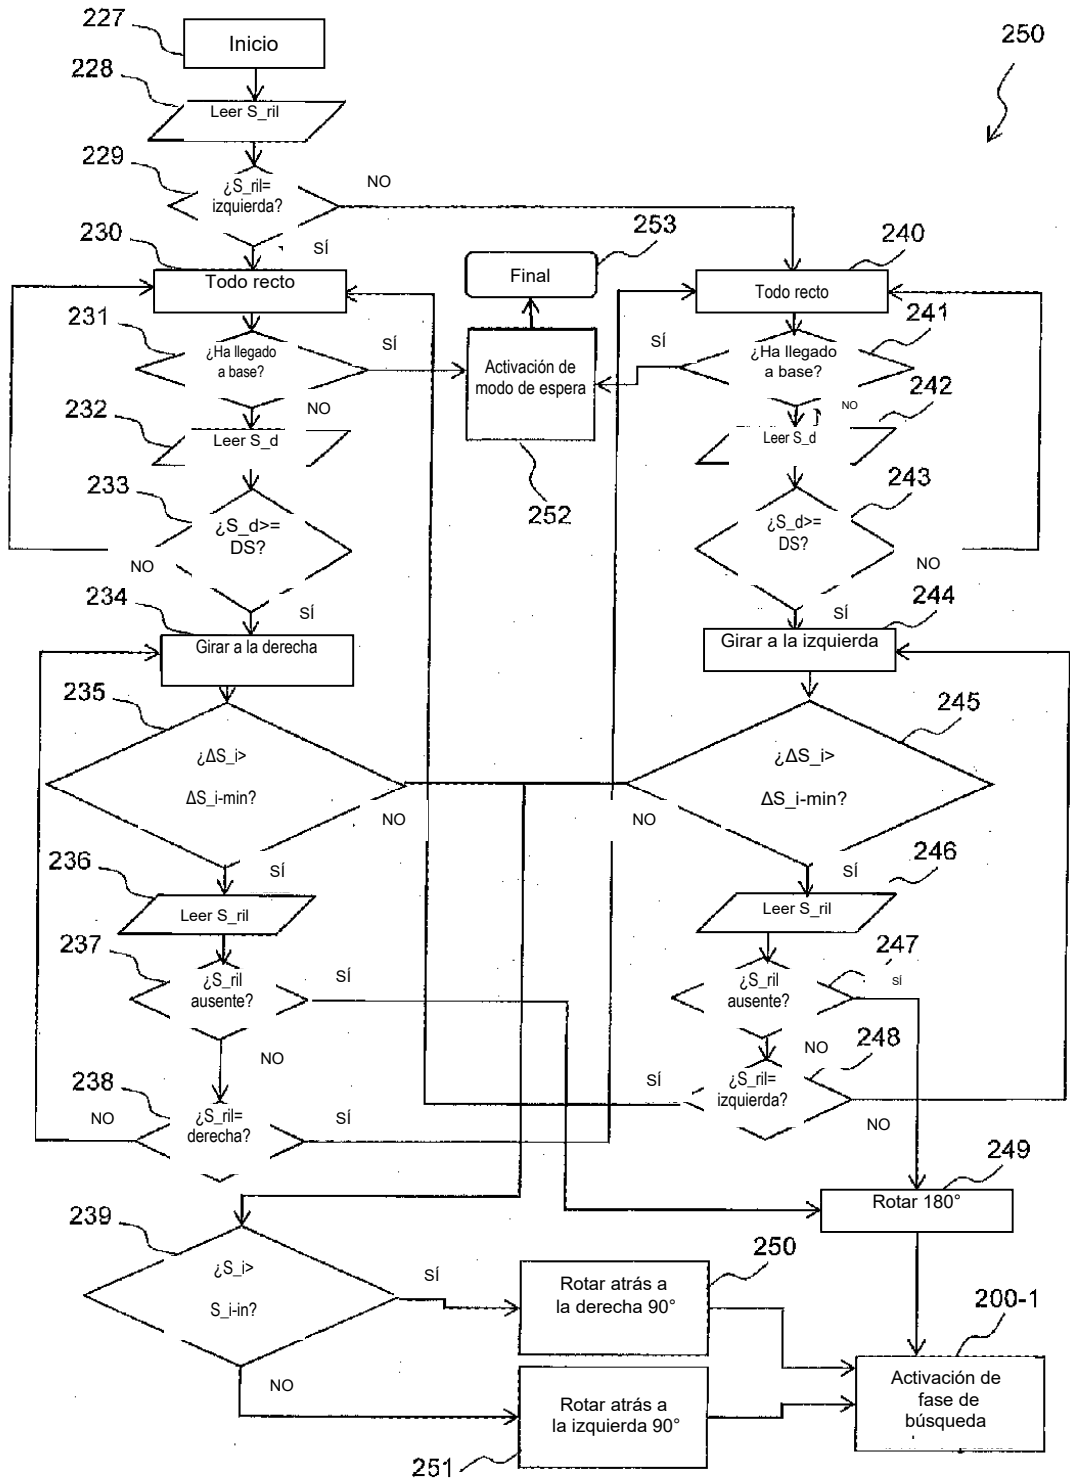 227
Inicio
250
228
Leer S_ril
229
¿S_ril=
izquierda?
NO
SÍ
230
Todo recto
253
Final
240
Todo recto
231
¿Ha llegado
a base?
SÍ
NO
Activación de
modo de espera
252
241
¿Ha llegado
a base?
SÍ
NO
232
Leer S_d
242
Leer S_d
233
¿S_d>=
DS?
NO
SÍ
243
¿S_d>=
DS?
NO
SÍ
234
Girar a la derecha
244
Girar a la izquierda
235
¿ΔS_i>
ΔS_i-min?
NO
SÍ
245
¿ΔS_i>
ΔS_i-min?
NO
SÍ
236
Leer S_ril
246
Leer S_ril
237
¿S_ril
ausente?
SÍ
NO
247
¿S_ril
ausente?
SÍ
NO
238
¿S_ril=
derecha?
NO
SÍ
248
¿S_ril=
izquierda?
SÍ
NO
249
Rotar 180°
239
¿S_i>
S_i-in?
SÍ
NO
250
Rotar atrás a
la derecha 90°
200-1
Activación de
fase de
búsqueda
Rotar atrás a
la izquierda 90°
251